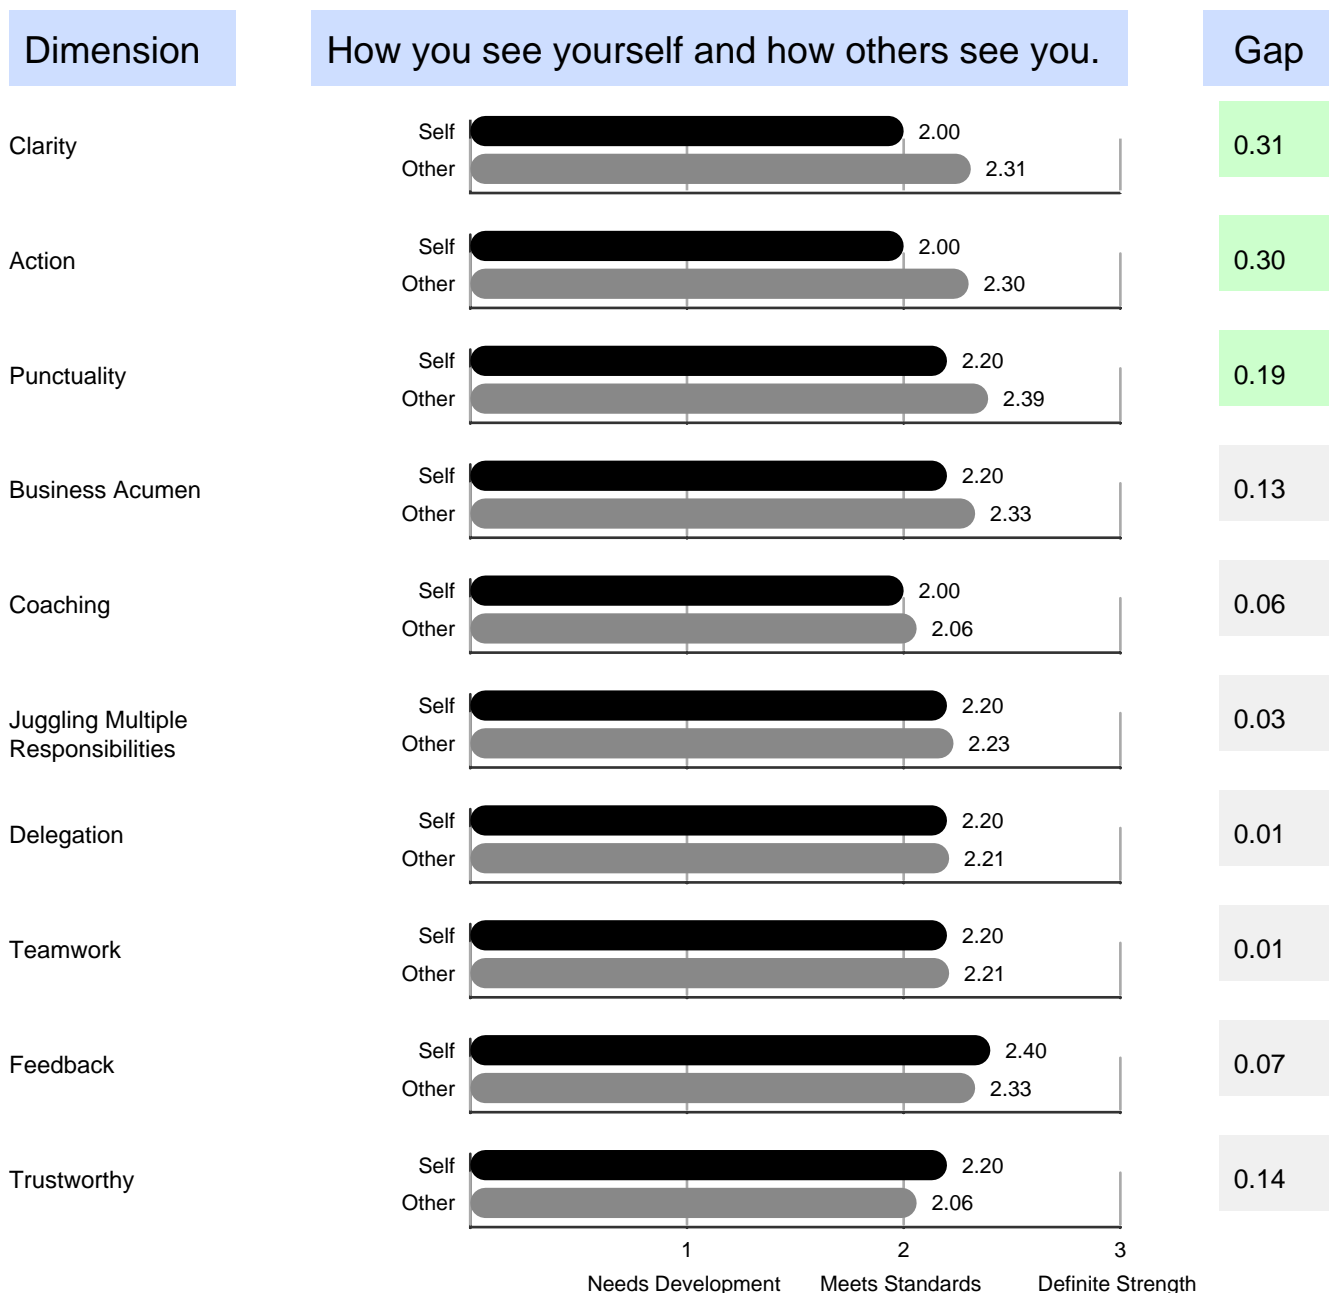 Dimension How you see yourself and how others see you. Gap
Self 2.00
Clarity 0.31
Other 2.31
Self 2.00
Action 0.30
Other 2.30
Self 2.20
Punctuality 0.19
Other 2.39
Self 2.20
Business Acumen 0.13
Other 2.33
Self 2.00
Coaching 0.06
Other 2.06
Self 2.20
Juggling Multiple 0.03
Responsibilities
Other 2.23
Self 2.20
Delegation 0.01
Other 2.21
Self 2.20
Teamwork 0.01
Other 2.21
Self 2.40
Feedback 0.07
Other 2.33
Self 2.20
Trustworthy 0.14
Other 2.06
1 2 3
Needs Development Meets Standards Definite Strength